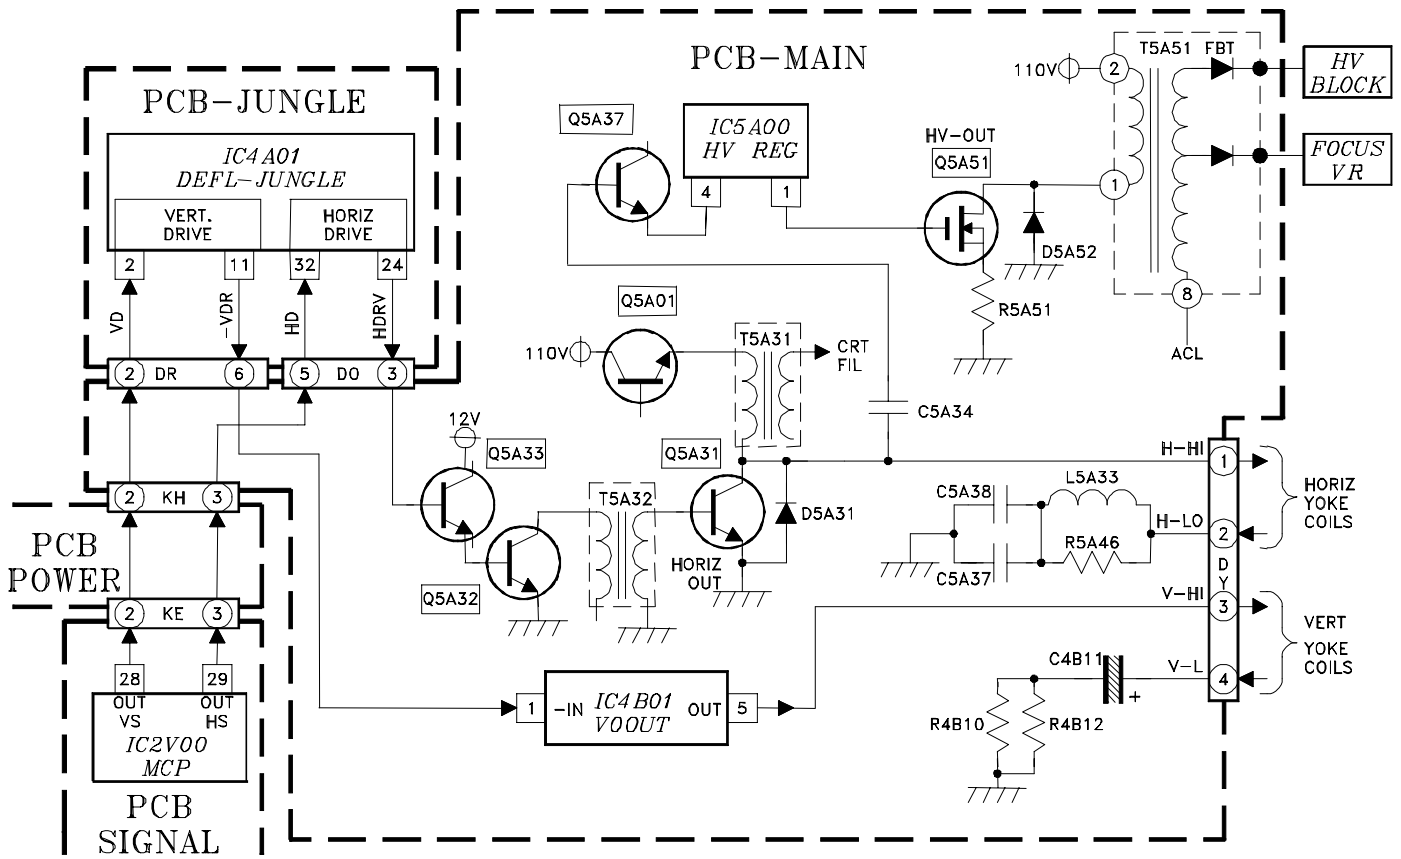 PCB-MAIN
PCB-JUNGLE
IC4A01
DEFL-JUNGLE
VERT.
DRIVE
HORIZ
DRIVE
2
11
32
24
VD
-VDR
HD
HDRV
2
DR
6
5
DO
3
Q5A37
IC5A00
HV REG
4
1
HV-OUT
Q5A51
D5A52
R5A51
110V
2
T5A51
FBT
1
8
ACL
HV
BLOCK
FOCUS
VR
Q5A01
110V
T5A31
CRT
FIL
C5A34
12V
Q5A33
Q5A32
T5A32
Q5A31
HORIZ
OUT
D5A31
C5A38
C5A37
L5A33
R5A46
H-HI
1
H-LO
2
D
Y
V-HI
3
V-L
4
HORIZ
YOKE
COILS
VERT
YOKE
COILS
2
KH
3
PCB
POWER
2
KE
3
28
29
OUT
VS
OUT
HS
IC2V00
MCP
PCB
SIGNAL
1
-IN
IC4B01
VOOUT
OUT
5
C4B11
+
R4B10
R4B12